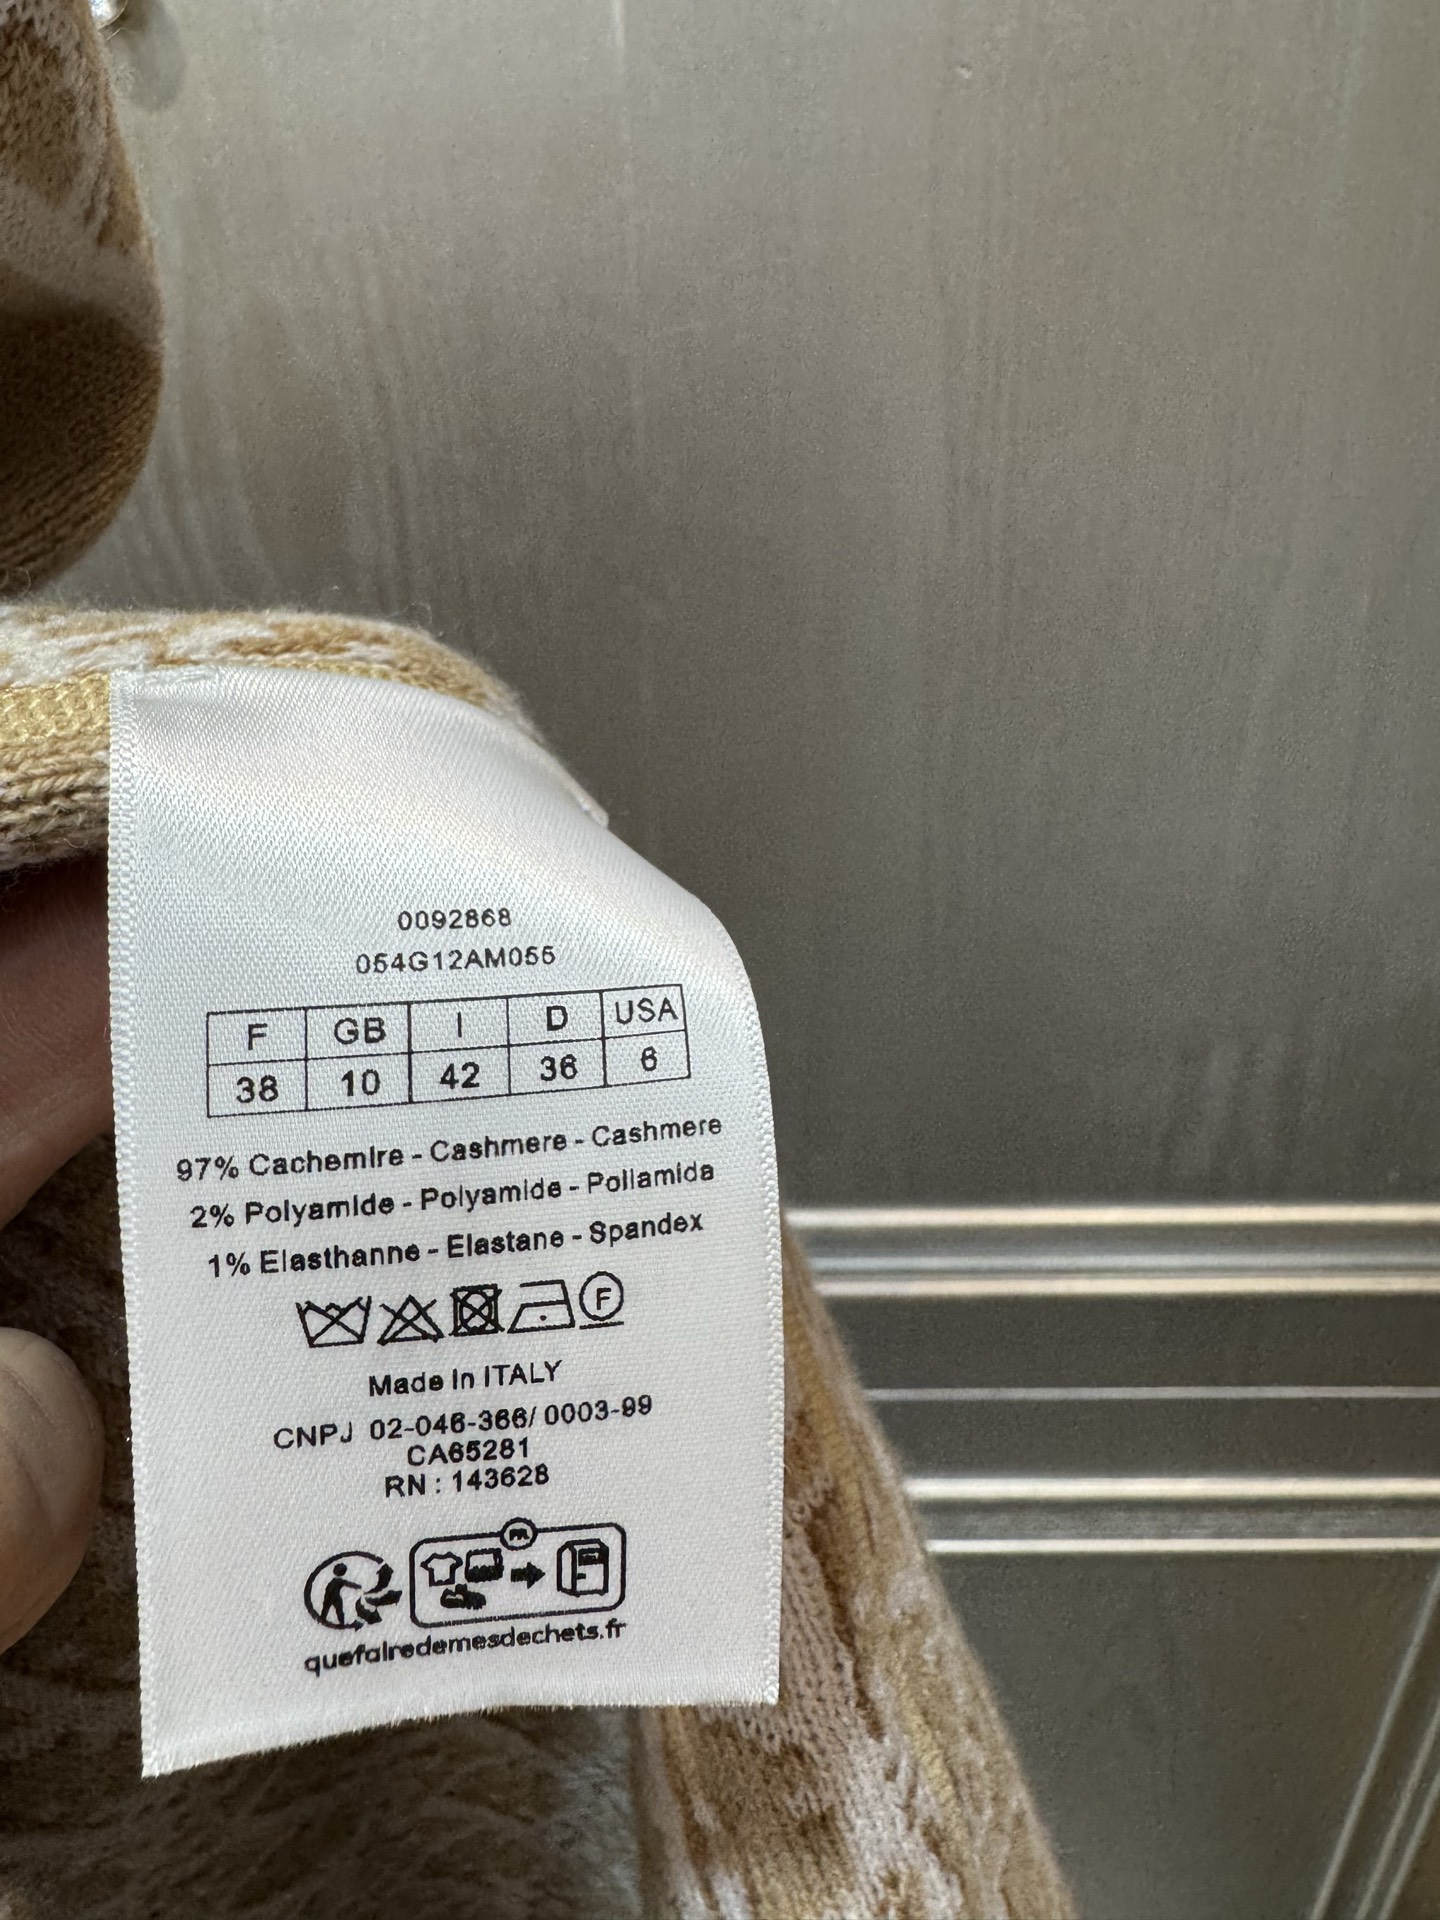 0092868
054G12AM055
F GB I D USA
38 10 42 36 6
97% Cachemire - Cashmere - Cashmere
2% Polyamide - Polyamide - Poliamida
1% Elasthanne - Elastane - Spandex
F
Made in ITALY
CNPJ 02-046-366/ 0003-99
CA65281
RN : 143628
FR
quefairedemesdechets.fr